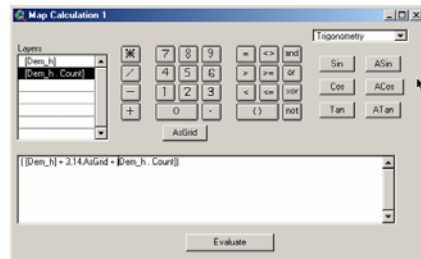 Map Calculation 1
Trigonometry
Layers
[Dem_h]
[Dem_h . Count]
7 8 9 = <> and
4 5 6 > >= or
1 2 3 < <= xor
+ 0 . ( ) not
AsGrid
Sin ASin
Cos ACos
Tan ATan
( [Dem_h] + 3,14.AsGrid + [Dem_h . Count])
Evaluate